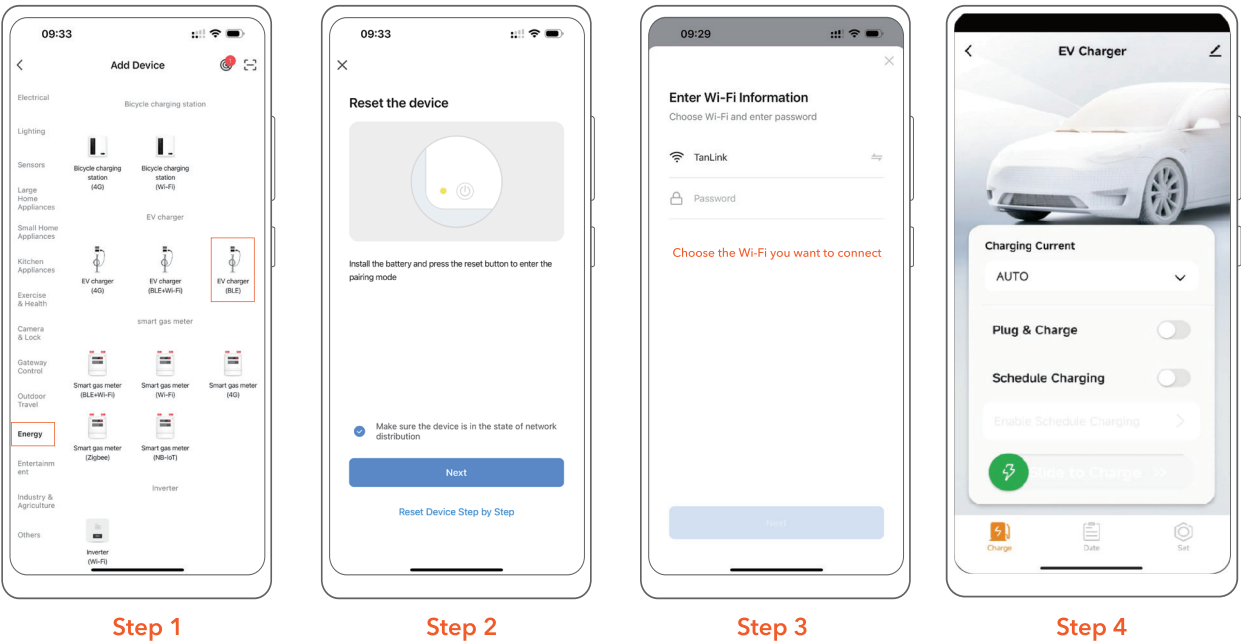 09:33
Add Device
Electrical
Lighting
Sensors
Large
Home
Appliances
Small Home
Appliances
Kitchen
Appliances
Exercise
& Health
Camera
& Lock
Gateway
Control
Outdoor
Travel
Energy
Entertainm
ent
Industry &
Agriculture
Others
Bicycle charging station
Bicycle charging
station
(4G)
Bicycle charging
station
(Wi-Fi)
EV charger
EV charger
(4G)
EV charger
(BLE+Wi-Fi)
EV charger
(BLE)
smart gas meter
Smart gas meter
(BLE+Wi-Fi)
Smart gas meter
(Wi-Fi)
Smart gas meter
(4G)
Smart gas meter
(Zigbee)
Smart gas meter
(NB-IoT)
Inverter
Inverter
(Wi-Fi)
Step 1
09:33
Reset the device
Install the battery and press the reset button to enter the
pairing mode
Make sure the device is in the state of network
distribution
Next
Reset Device Step by Step
Step 2
09:29
Enter Wi-Fi Information
Choose Wi-Fi and enter password
TanLink
Password
Choose the Wi-Fi you want to connect
Next
Step 3
EV Charger
Charging Current
AUTO
Plug & Charge
Schedule Charging
Enable Schedule Charging
Slide to Charge
Charge
Date
Set
Step 4